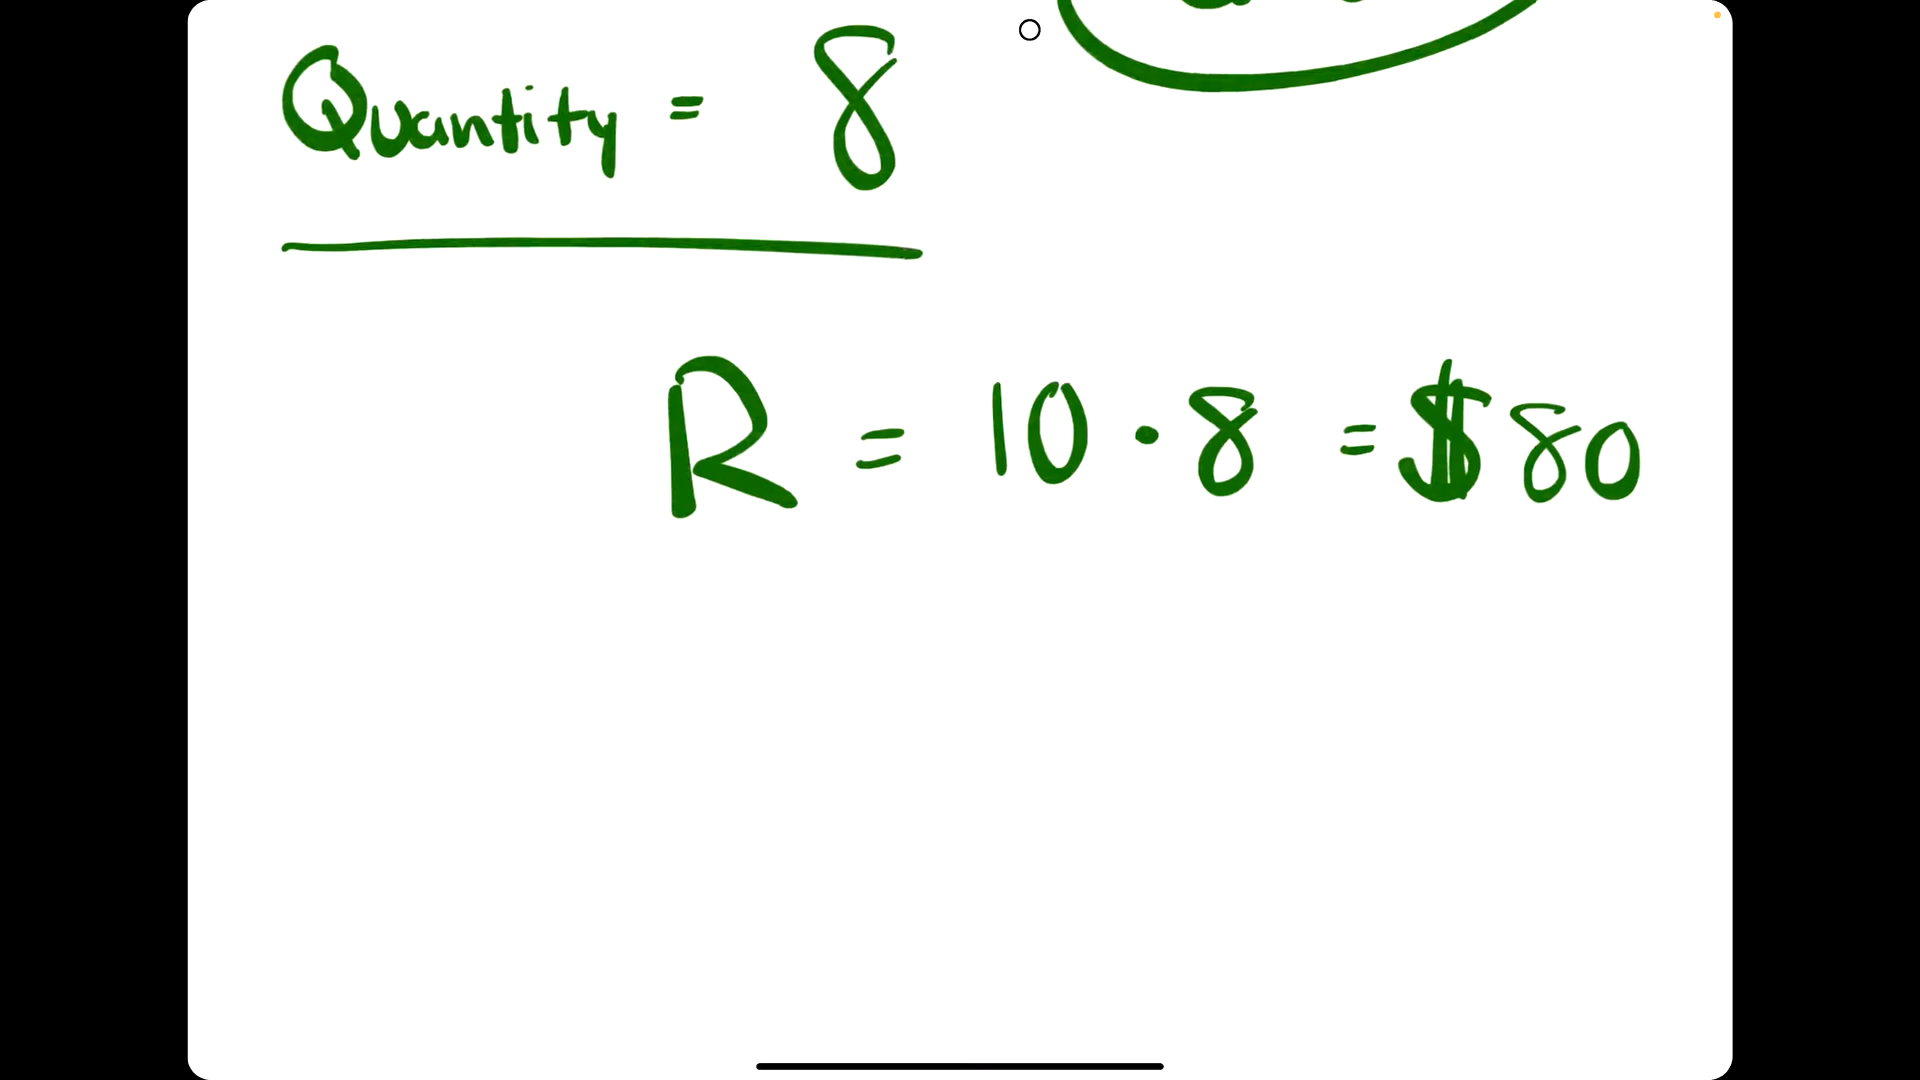 Quantity = 8
R = 10 • 8 = $80